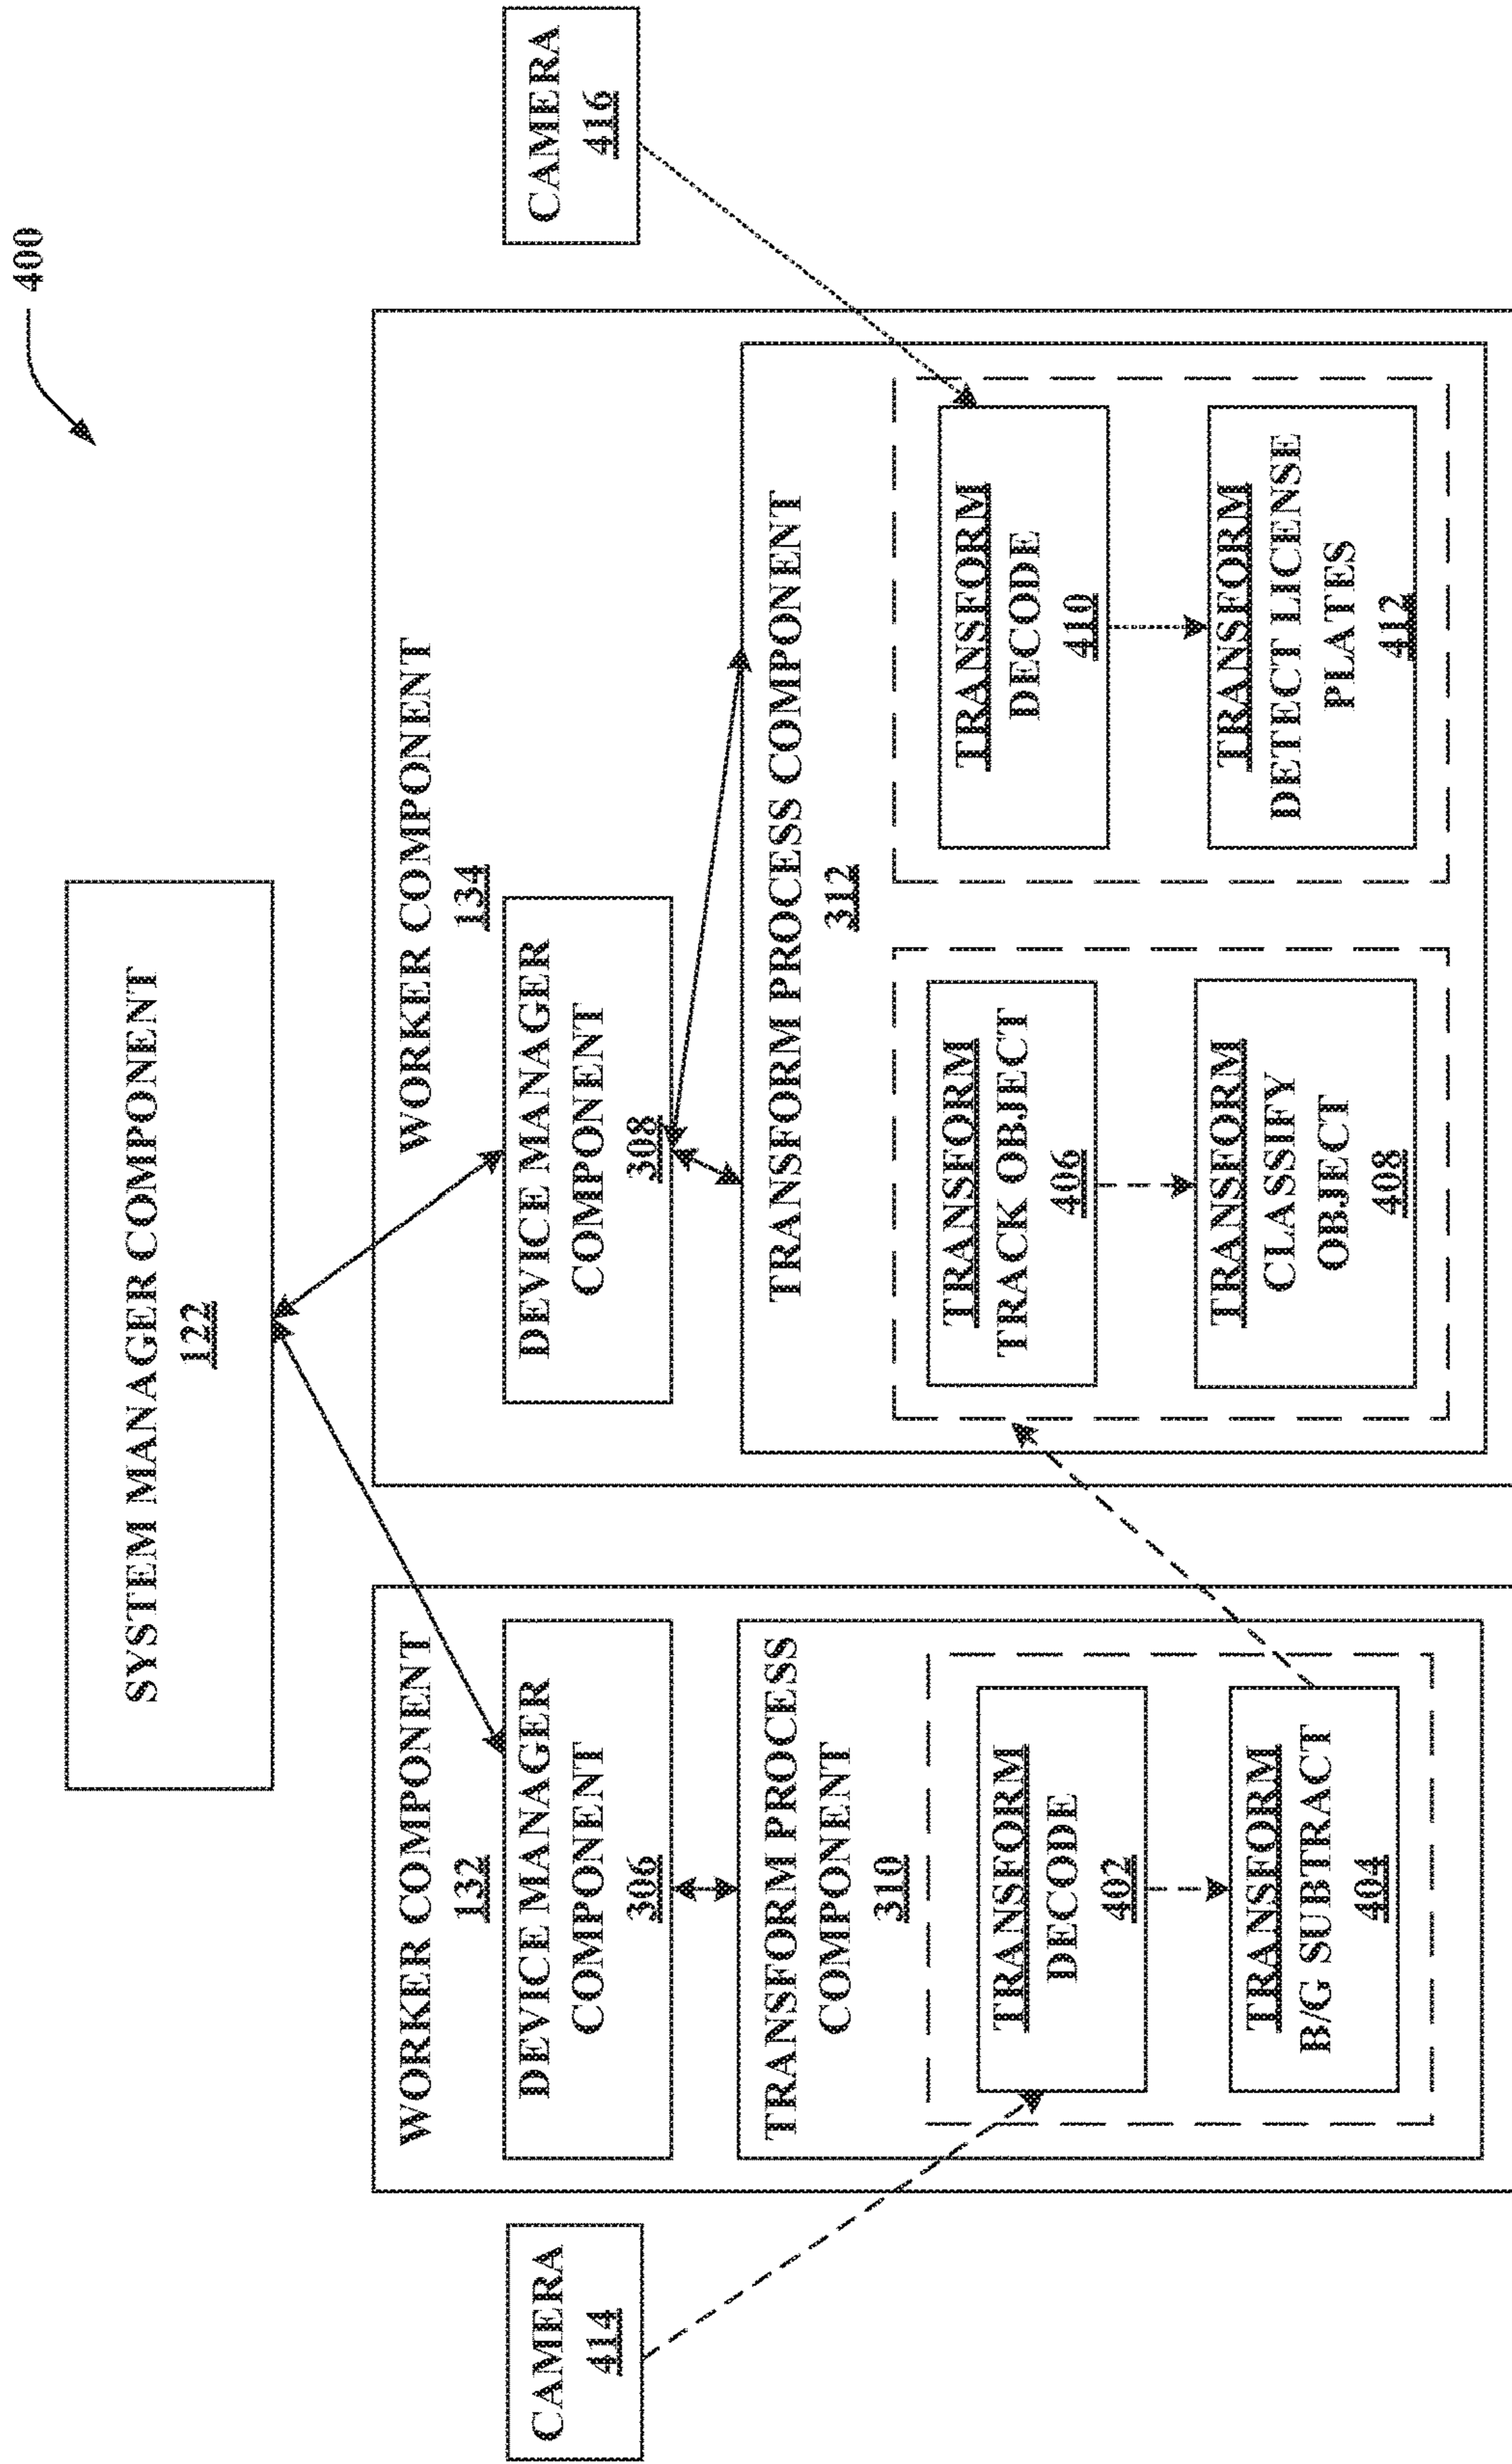 400
SYSTEM MANAGER COMPONENT
122
CAMERA
414
WORKER COMPONENT
132
DEVICE MANAGER
COMPONENT
306
TRANSFORM PROCESS
COMPONENT
310
TRANSFORM
DECODE
402
TRANSFORM
B/G SUBTRACT
404
WORKER COMPONENT
134
DEVICE MANAGER
COMPONENT
308
TRANSFORM PROCESS COMPONENT
312
TRANSFORM
TRACK OBJECT
406
TRANSFORM
CLASSIFY
OBJECT
408
TRANSFORM
DECODE
410
TRANSFORM
DETECT LICENSE
PLATES
412
CAMERA
416